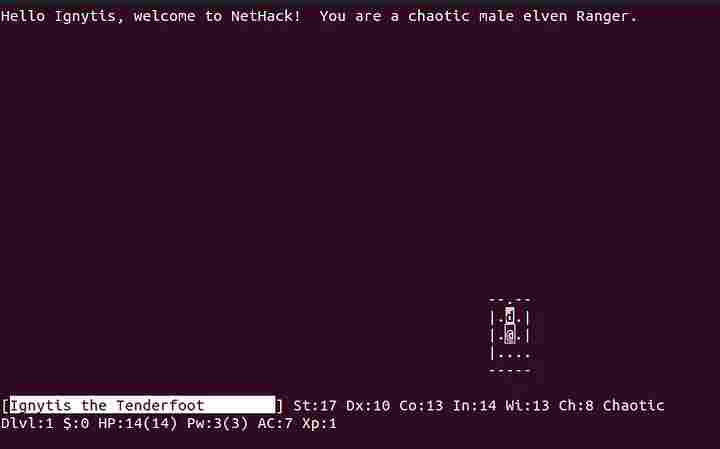 Hello Ignytis, welcome to NetHack!  You are a chaotic male elven Ranger.
--.--
|.d.|
|.@.|
|....
-----
[Ignytis the Tenderfoot        ] St:17 Dx:10 Co:13 In:14 Wi:13 Ch:8 Chaotic
Dlvl:1 $:0 HP:14(14) Pw:3(3) AC:7 Xp:1